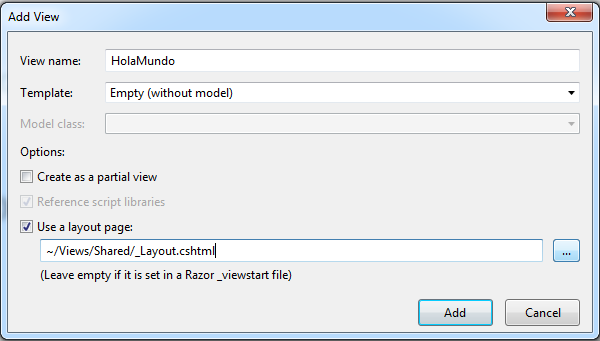 Add View
View name: HolaMundo
Template: Empty (without model)
Model class:
Options:
Create as a partial view
Reference script libraries
Use a layout page:
~/Views/Shared/_Layout.cshtml
...
(Leave empty if it is set in a Razor _viewstart file)
Add Cancel